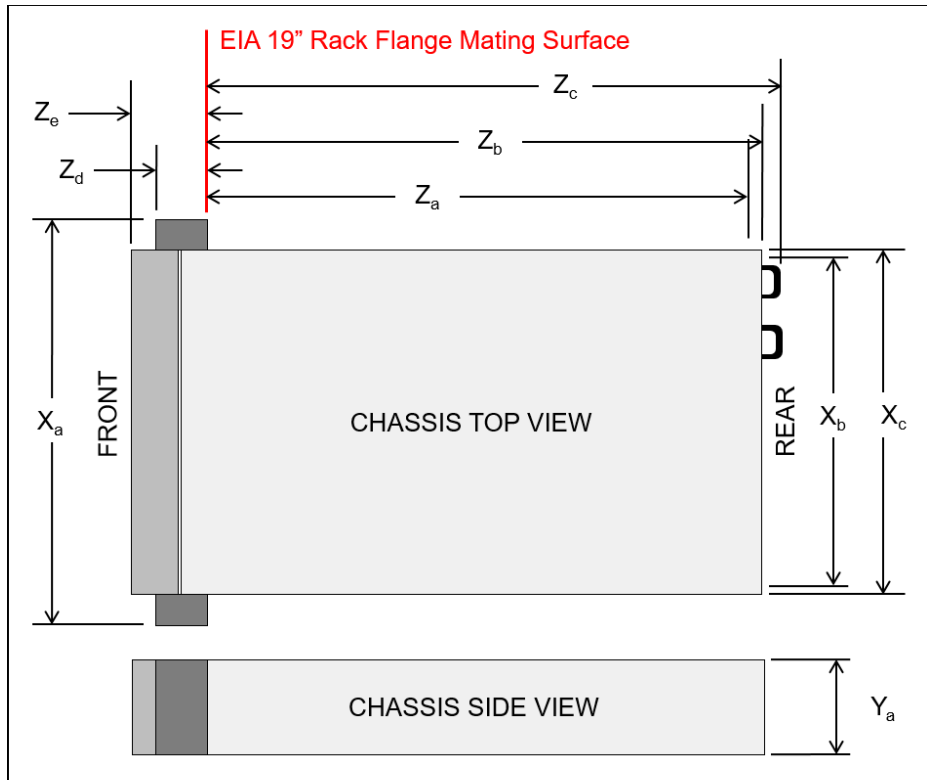 EIA 19” Rack Flange Mating Surface
Zc
Ze
Zb
Zd
Za
FRONT
Xa
CHASSIS TOP VIEW
REAR
Xb
Xc
CHASSIS SIDE VIEW
Ya